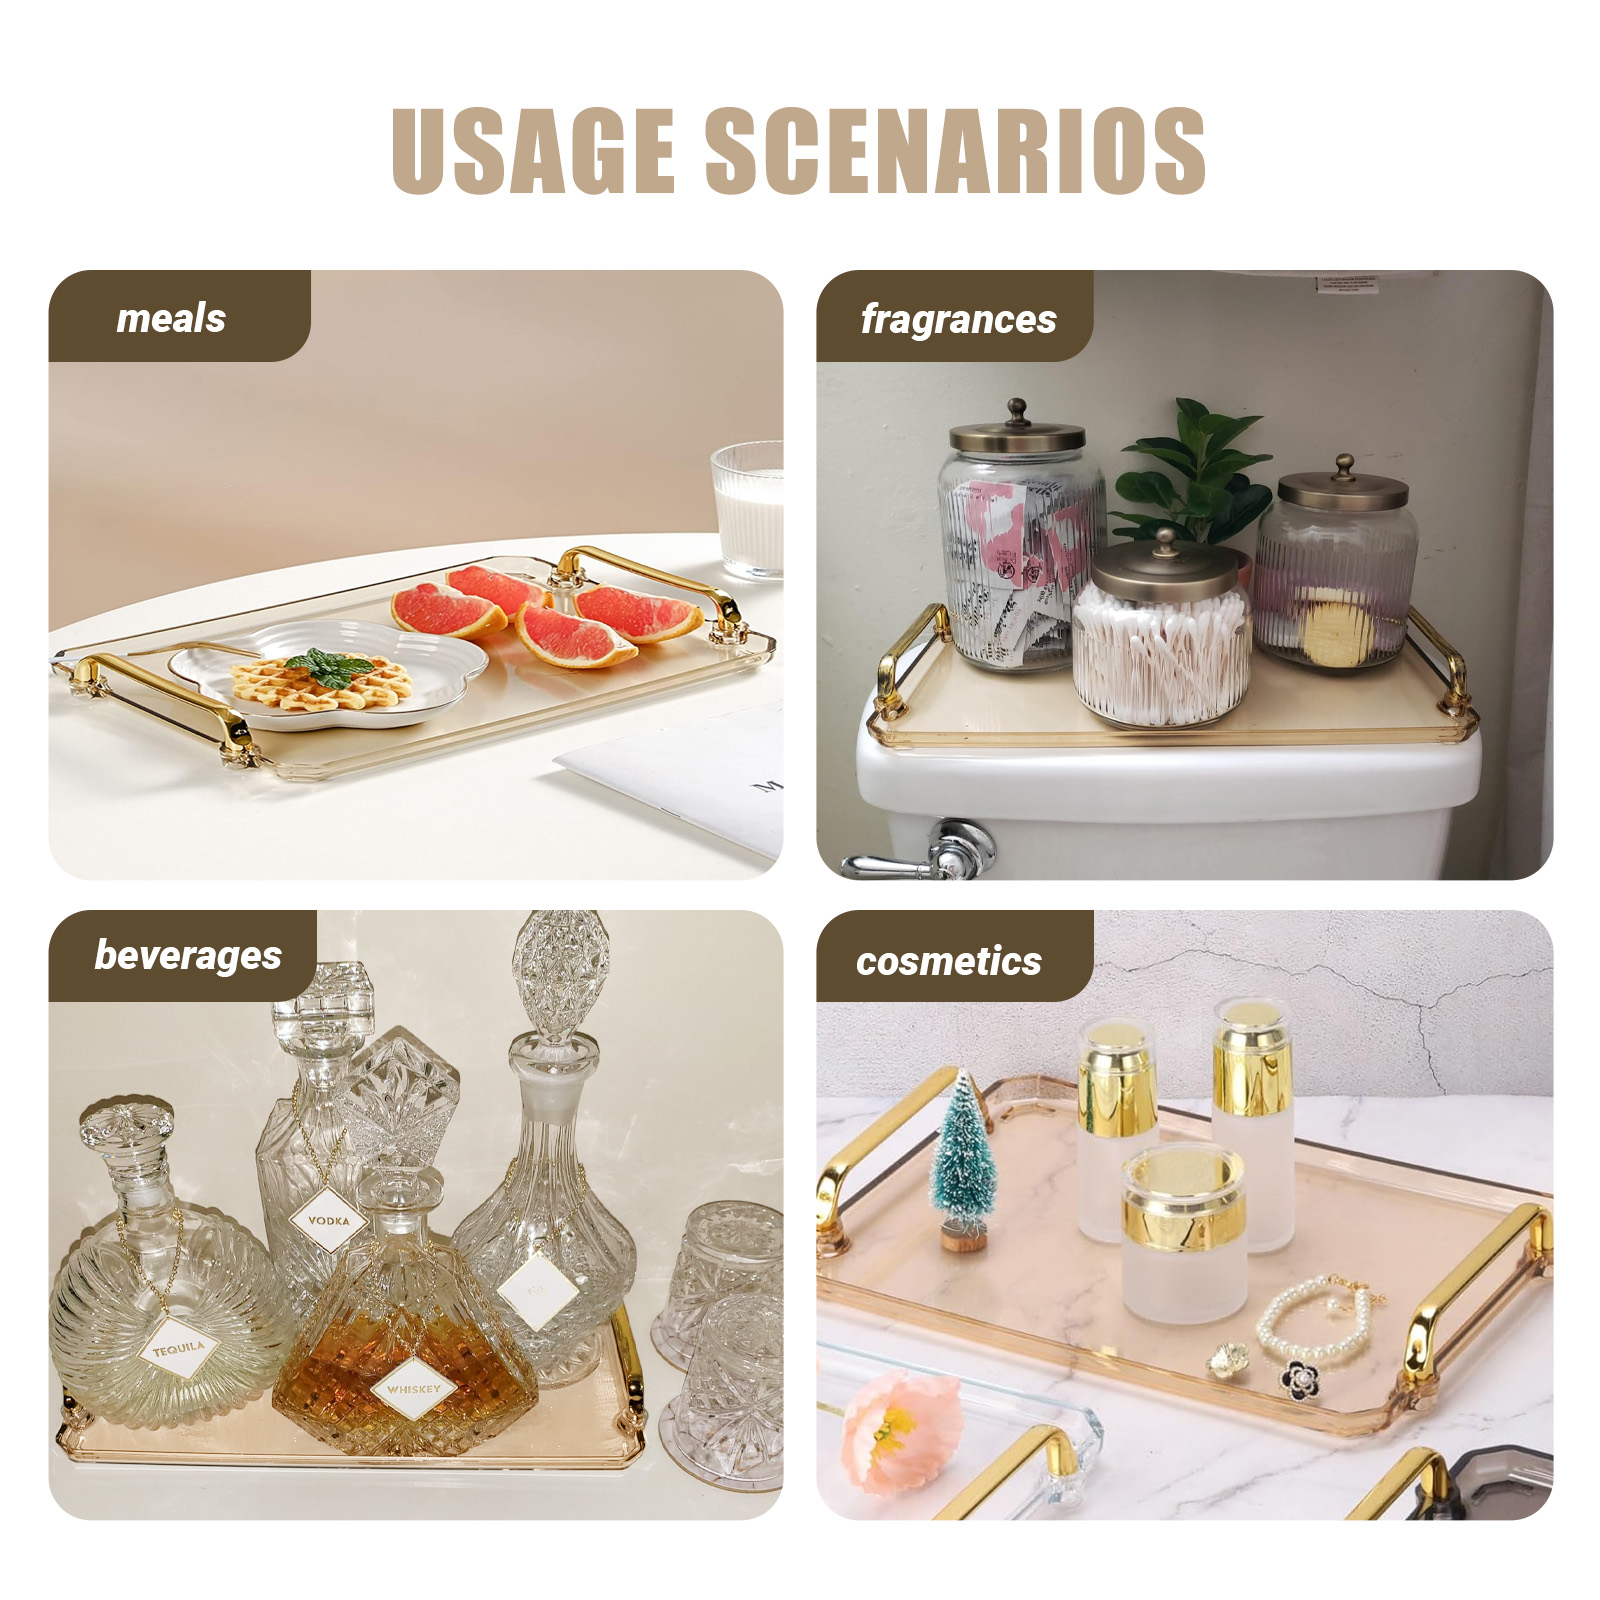 USAGE SCENARIOS
meals
fragrances
M
beverages
cosmetics
VODKA
TEQUILA
WHISKEY